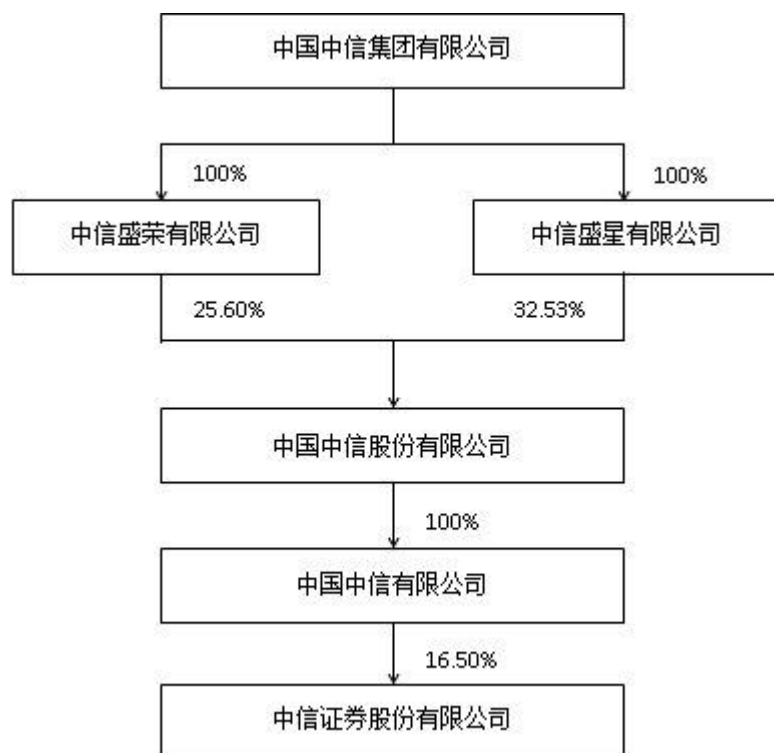 中国中信集团有限公司
100%
100%
中信盛荣有限公司
中信盛星有限公司
25.60%
32.53%
中国中信股份有限公司
100%
中国中信有限公司
16.50%
中信证券股份有限公司